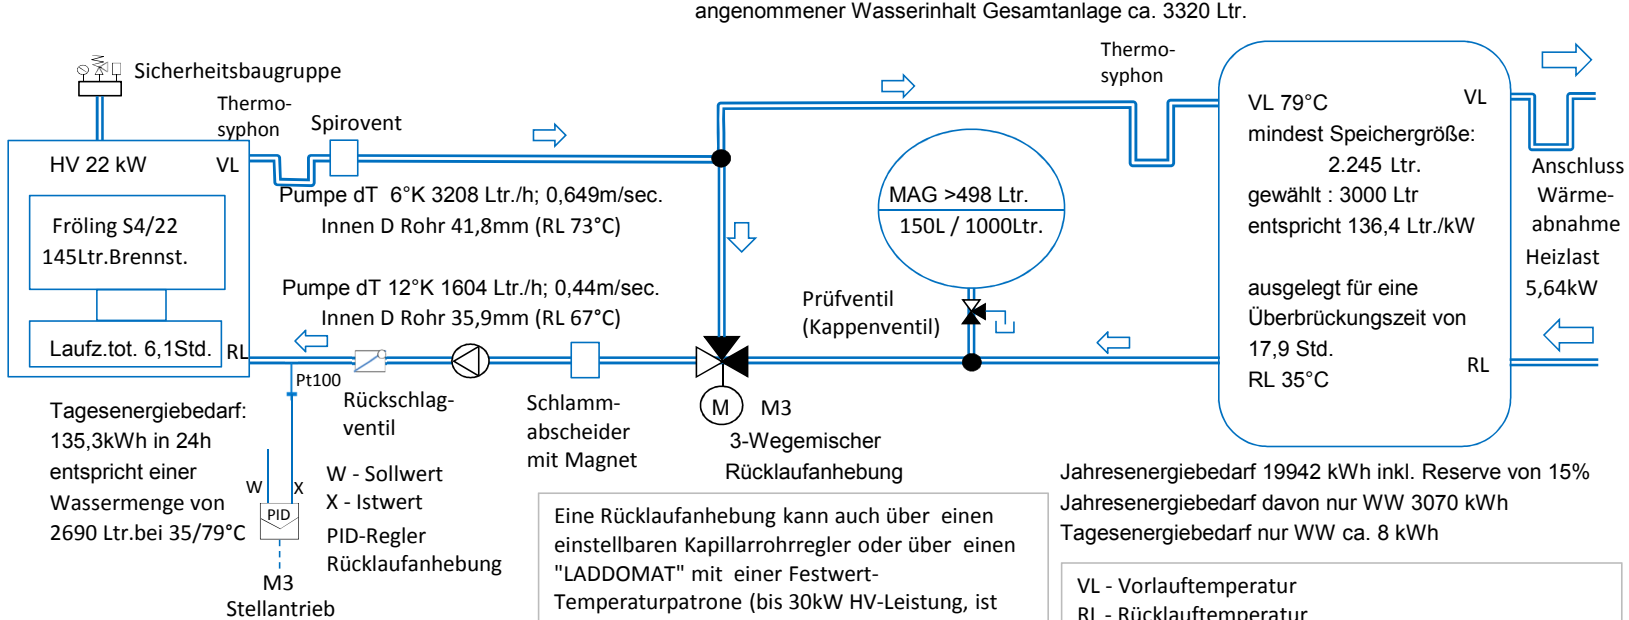 angenommener Wasserinhalt Gesamtanlage ca. 3320 Ltr.
Sicherheitsbaugruppe
Thermo-
syphon
Spirovent
HV 22 kW
VL
Fröling S4/22
145Ltr.Brennst.
Laufz.tot. 6,1Std.
RL
Pumpe dT 6°K 3208 Ltr./h; 0,649m/sec.
Innen D Rohr 41,8mm (RL 73°C)
Pumpe dT 12°K 1604 Ltr./h; 0,44m/sec.
Innen D Rohr 35,9mm (RL 67°C)
MAG >498 Ltr.
150L / 1000Ltr.
Prüfventil
(Kappenventil)
Thermo-
syphon
VL 79°C
VL
mindest Speichergröße:
2.245 Ltr.
gewählt : 3000 Ltr
entspricht 136,4 Ltr./kW
ausgelegt für eine
Überbrückungszeit von
17,9 Std.
RL 35°C
RL
Anschluss
Wärme-
abnahme
Heizlast
5,64kW
Pt100
Rückschlag-
ventil
Schlamm-
abscheider
mit Magnet
M
M3
3-Wegemischer
Rücklaufanhebung
Tagesenergiebedarf:
135,3kWh in 24h
entspricht einer
Wassermenge von
2690 Ltr.bei 35/79°C
W
X
PID
M3
Stellantrieb
W - Sollwert
X - Istwert
PID-Regler
Rücklaufanhebung
Eine Rücklaufanhebung kann auch über einen
einstellbaren Kapillarrohrregler oder über einen
"LADDOMAT" mit einer Festwert-
Temperaturpatrone (bis 30kW HV-Leistung, ist
Jahresenergiebedarf 19942 kWh inkl. Reserve von 15%
Jahresenergiebedarf davon nur WW 3070 kWh
Tagesenergiebedarf nur WW ca. 8 kWh
VL - Vorlauftemperatur
RL - Rücklauftemperatur